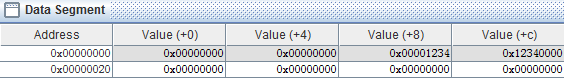 Data Segment
Address Value (+0) Value (+4) Value (+8) Value (+c)
0x00000000 0x00000000 0x00000000 0x00001234 0x12340000
0x00000020 0x00000000 0x00000000 0x00000000 0x00000000